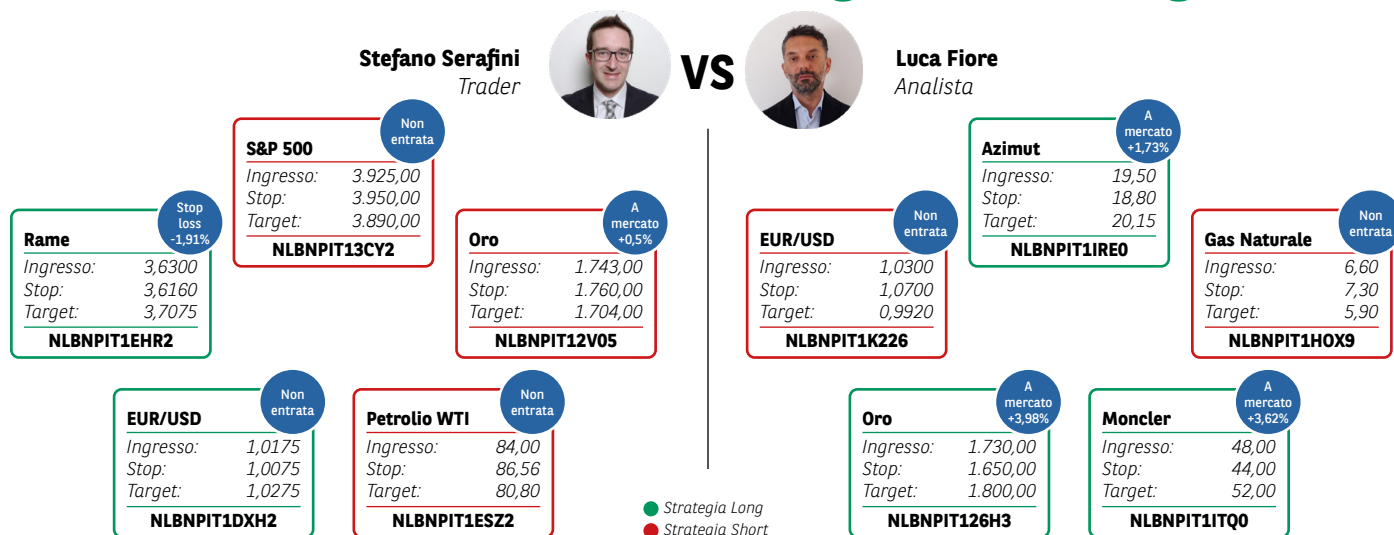 Stefano Serafini
Trader
VS
Luca Fiore
Analista
Non
entrata
S&P 500
Ingresso: 3.925,00
Stop: 3.950,00
Target: 3.890,00
NLBNPIT13CY2
Stop
loss
-1,91%
Rame
Ingresso: 3,6300
Stop: 3,6160
Target: 3,7075
NLBNPIT1EHR2
A
mercato
+0,5%
Oro
Ingresso: 1.743,00
Stop: 1.760,00
Target: 1.704,00
NLBNPIT12V05
Non
entrata
EUR/USD
Ingresso: 1,0175
Stop: 1,0075
Target: 1,0275
NLBNPIT1DXH2
Non
entrata
Petrolio WTI
Ingresso: 84,00
Stop: 86,56
Target: 80,80
NLBNPIT1ESZ2
A
mercato
+1,73%
Azimut
Ingresso: 19,50
Stop: 18,80
Target: 20,15
NLBNPIT1IRE0
Non
entrata
EUR/USD
Ingresso: 1,0300
Stop: 1,0700
Target: 0,9920
NLBNPIT1K226
Non
entrata
Gas Naturale
Ingresso: 6,60
Stop: 7,30
Target: 5,90
NLBNPIT1HOX9
A
mercato
+3,98%
Oro
Ingresso: 1.730,00
Stop: 1.650,00
Target: 1.800,00
NLBNPIT126H3
A
mercato
+3,62%
Moncler
Ingresso: 48,00
Stop: 44,00
Target: 52,00
NLBNPIT1ITQ0
Strategia Long
Strategia Short